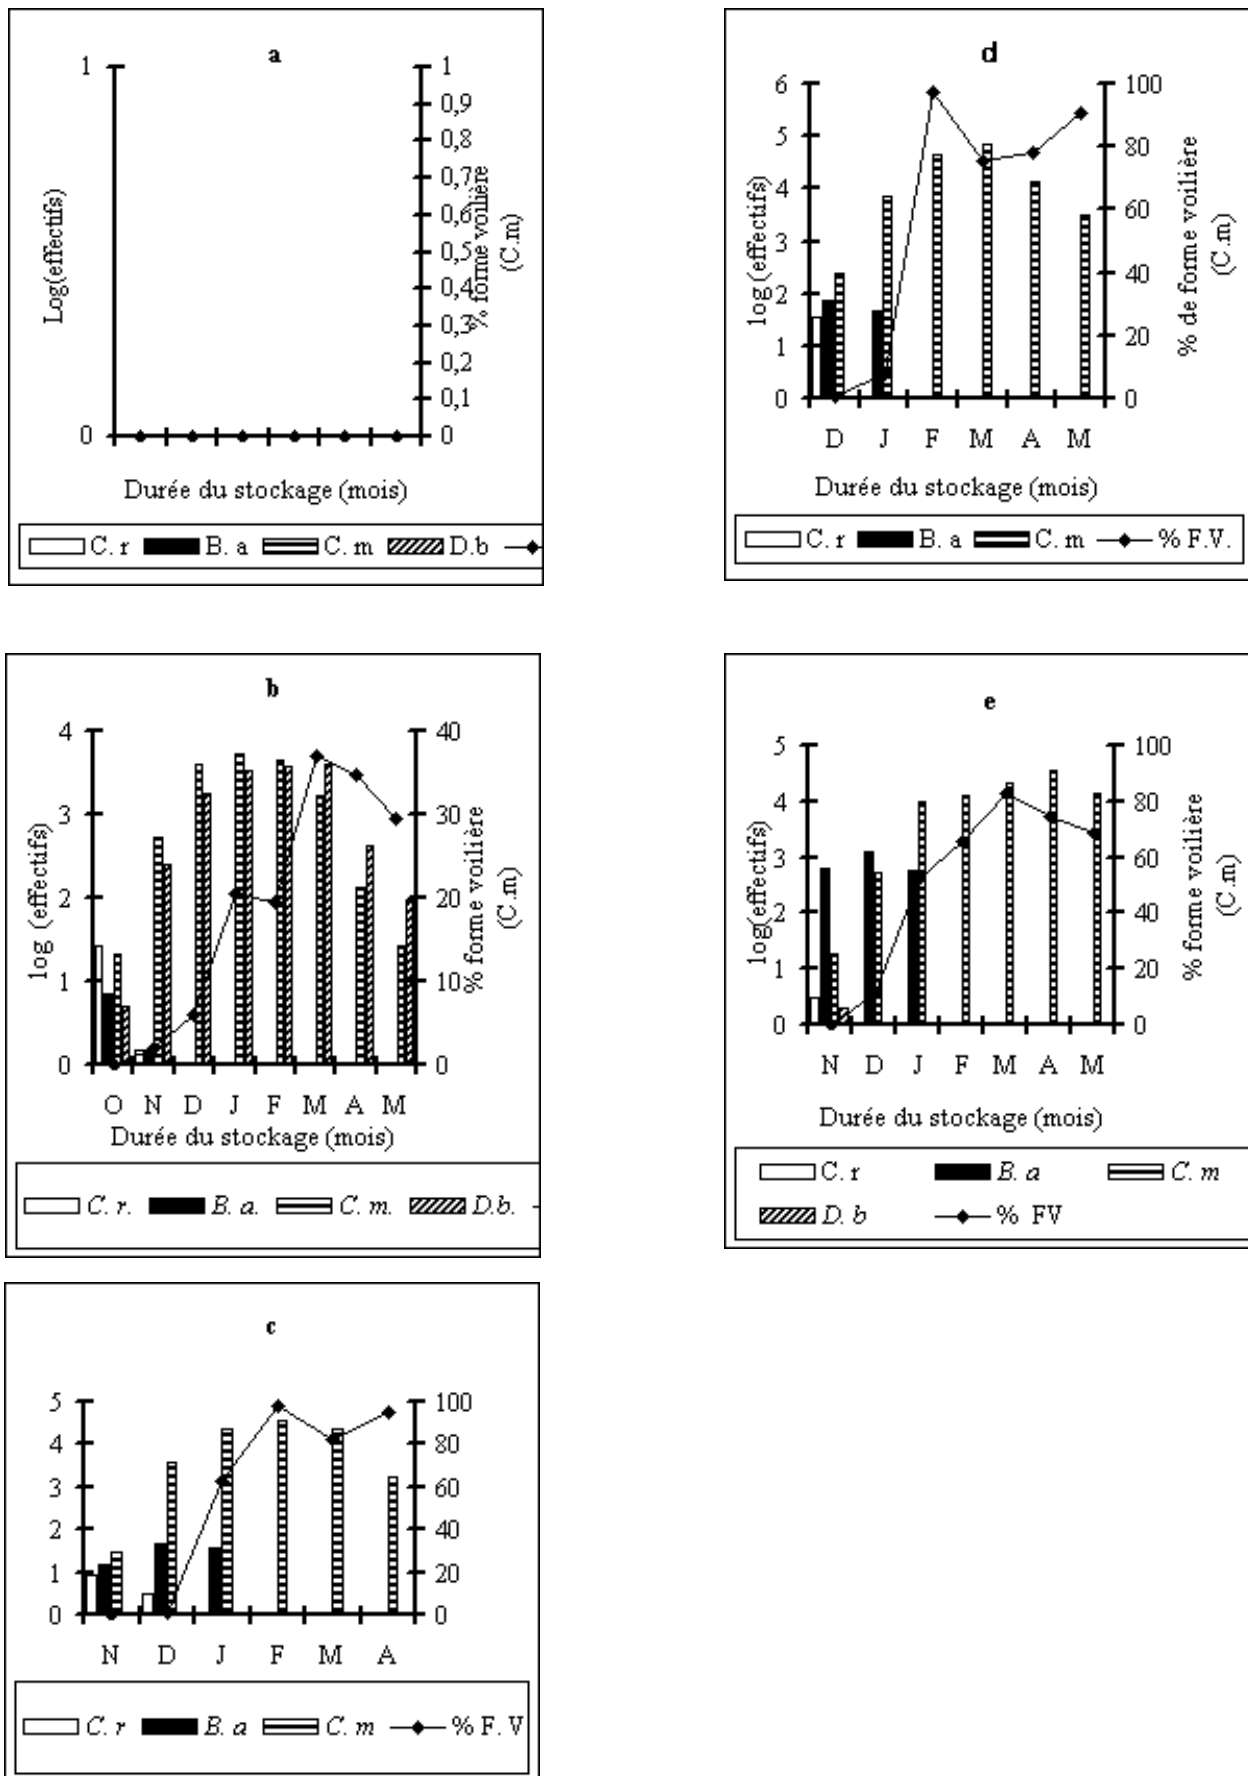 a
1
0
Log(effectifs)
1
0,9
0,8
0,7
0,6
0,5
0,4
0,3
0,2
0,1
0
% forme voilière
(C.m)
Durée du stockage (mois)
C. r B. a C. m D.b
d
6
5
4
3
2
1
0
log(effectifs)
100
80
60
40
20
0
% de forme voilière
(C.m)
D J F M A M
Durée du stockage (mois)
C. r B. a C. m % F.V.
b
4
3
2
1
0
log (effectifs)
40
30
20
10
0
% forme voilière
(C.m)
O N D J F M A M
Durée du stockage (mois)
C. r. B. a. C. m. D.b.
e
5
4
3
2
1
0
log(effectifs)
100
80
60
40
20
0
% forme voilière
(C.m)
N D J F M A M
Durée du stockage (mois)
C. r B. a C. m
D. b % FV
c
5
4
3
2
1
0
100
80
60
40
20
0
N D J F M A
C. r B. a C. m % F. V